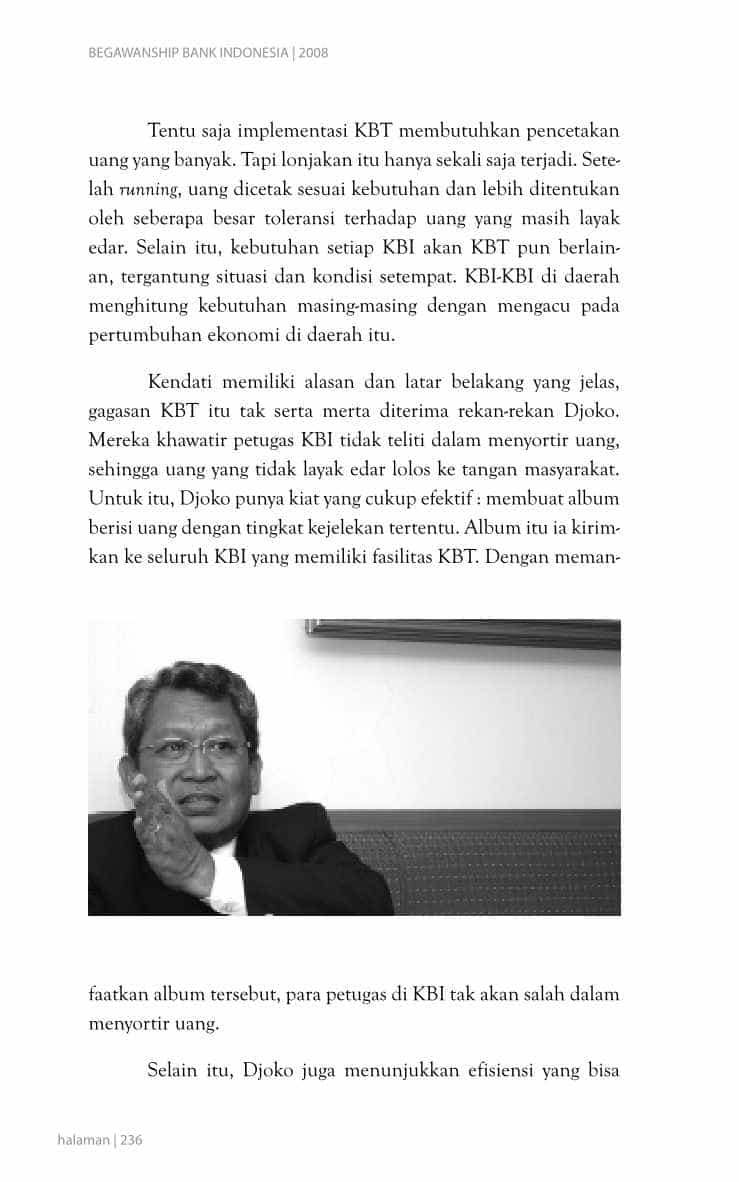 BEGAWANSHIP BANK INDONESIA | 2008
Tentu saja implementasi KBT membutuhkan pencetakan
uang yang banyak. Tapi lonjakan itu hanya sekali saja terjadi. Sete-
lah running, uang dicetak sesuai kebutuhan dan lebih ditentukan
oleh seberapa besar toleransi terhadap uang yang masih layak
edar. Selain itu, kebutuhan setiap KBI akan KBT pun berlain-
an, tergantung situasi dan kondisi setempat. KBI-KBI di daerah
menghitung kebutuhan masing-masing dengan mengacu pada
pertumbuhan ekonomi di daerah itu.
Kendati memiliki alasan dan latar belakang yang jelas,
gagasan KBT itu tak serta merta diterima rekan-rekan Djoko.
Mereka khawatir petugas KBI tidak teliti dalam menyortir uang,
sehingga uang yang tidak layak edar lolos ke tangan masyarakat.
Untuk itu, Djoko punya kiat yang cukup efektif : membuat album
berisi uang dengan tingkat kejelekan tertentu. Album itu ia kirim-
kan ke seluruh KBI yang memiliki fasilitas KBT. Dengan meman-
faatkan album tersebut, para petugas di KBI tak akan salah dalam
menyortir uang.
Selain itu, Djoko juga menunjukkan efisiensi yang bisa
halaman | 236